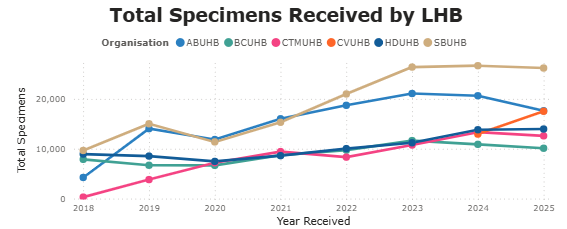 Total Specimens Received by LHB
Organisation ABUHB BCUHB CTMUHB CVUHB HDUHB SBUHB
Total Specimens
20,000
10,000
0
2018 2019 2020 2021 2022 2023 2024 2025
Year Received